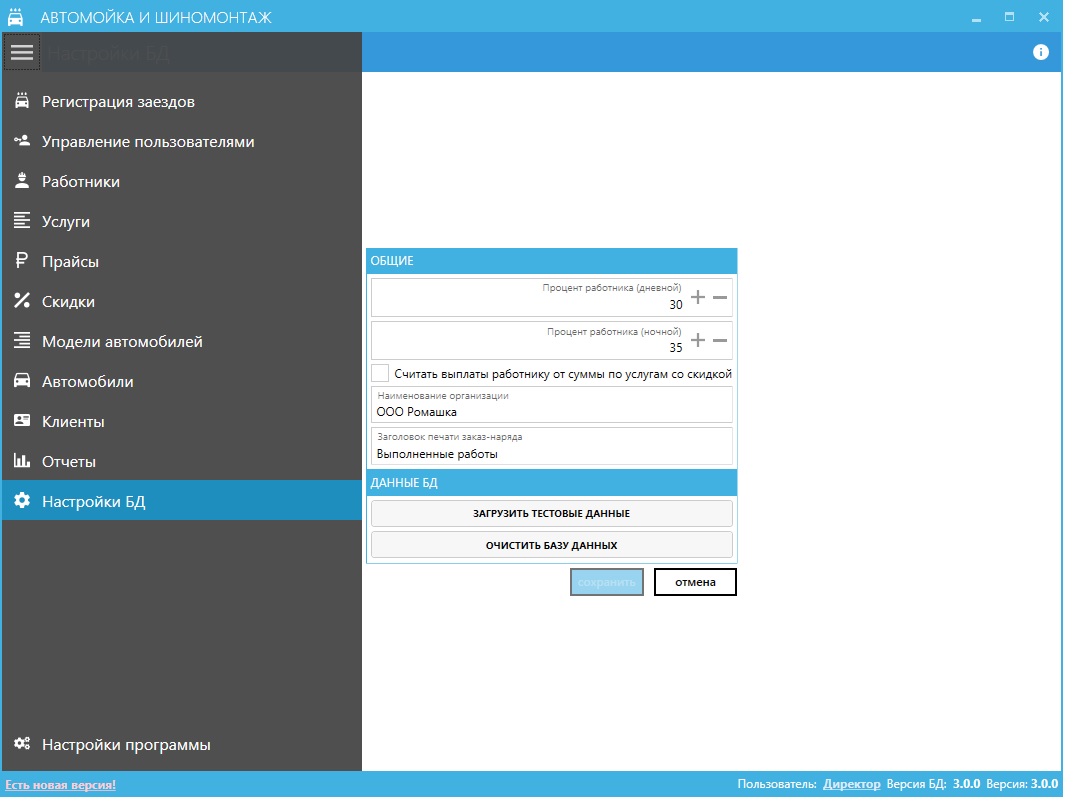 АВТОМОЙКА И ШИНОМОНТАЖ
Настройки БД
Регистрация заездов
Управление пользователями
Работники
Услуги
Прайсы
Скидки
Модели автомобилей
Автомобили
Клиенты
Отчеты
Настройки БД
Настройки программы
ОБЩИЕ
Процент работника (дневной)
30
Процент работника (ночной)
35
Считать выплаты работнику от суммы по услугам со скидкой
Наименование организации
ООО Ромашка
Заголовок печати заказ-наряда
Выполненные работы
ДАННЫЕ БД
ЗАГРУЗИТЬ ТЕСТОВЫЕ ДАННЫЕ
ОЧИСТИТЬ БАЗУ ДАННЫХ
сохранить отмена
Есть новая версия! Пользователь: Директор Версия БД: 3.0.0 Версия: 3.0.0